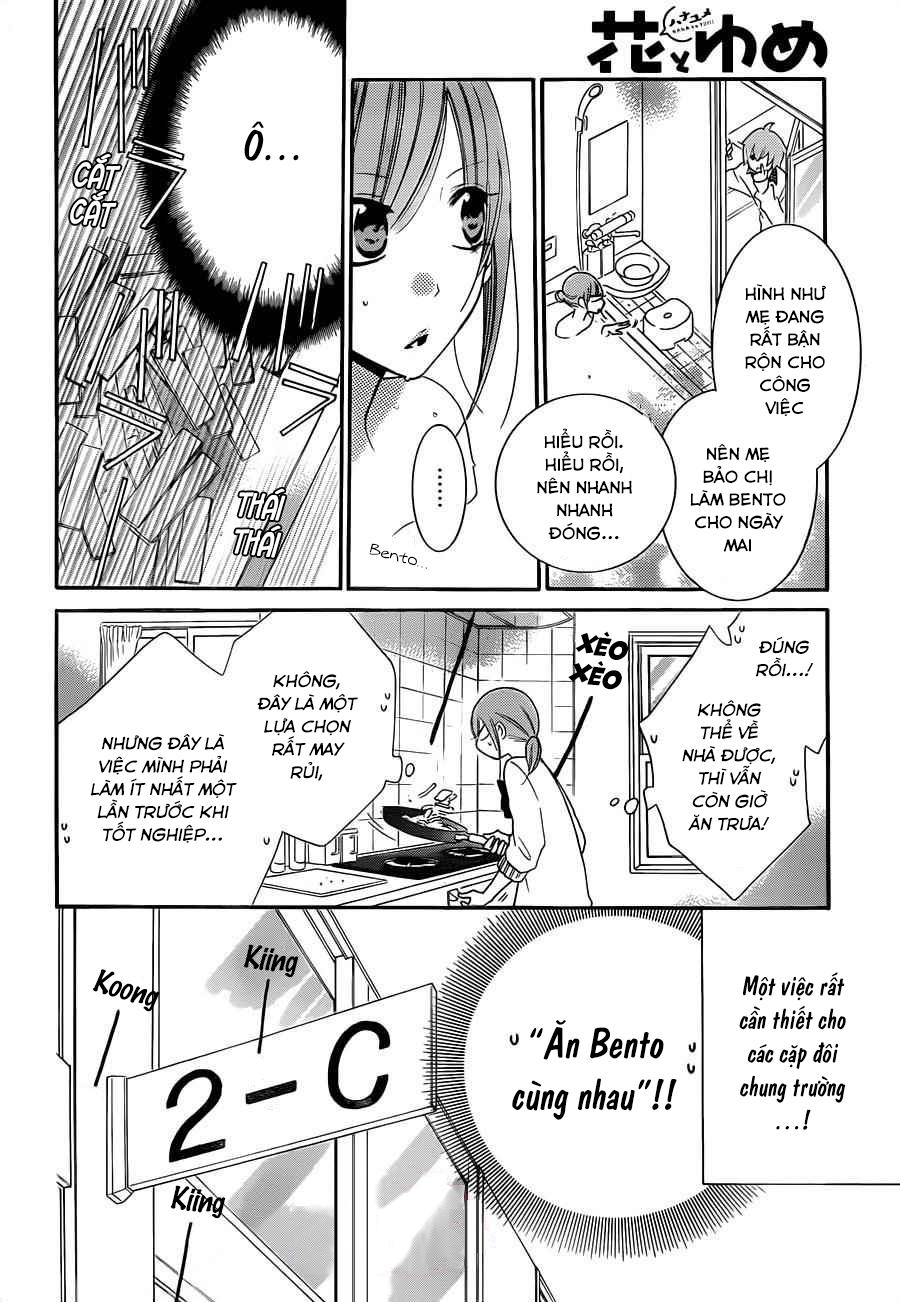 花とゆめ
ハナユメ
HÌNH NHƯ
MẸ ĐANG
RẤT BẬN
RỘN CHO
CÔNG
VIỆC
NÊN MẸ
BẢO CHỊ
LÀM BENTO
CHO NGÀY
MAI
HIỂU RỒI.
HIỂU RỒI,
NÊN NHANH
NHANH
ĐÓNG...
........
Bento...
Ô...
CẮT
CẮT
THÁI
THÁI
ĐÚNG
RỒI...!
KHÔNG
THỂ VỀ
NHÀ ĐƯỢC,
THÌ VẪN
CÒN GIỜ
ĂN TRƯA!
XÈO
XÈO
KHÔNG,
ĐÂY LÀ MỘT
LỰA CHỌN
RẤT MAY
RỦI,
NHƯNG ĐÂY LÀ
VIỆC MÌNH PHẢI
LÀM ÍT NHẤT MỘT
LẦN TRƯỚC KHI
TỐT NGHIỆP...
Một việc rất
cần thiết cho
các cặp đôi
chung trường
...!
“Ăn Bento
cùng nhau”!!
Kiing
Koong
2-C
Kiing